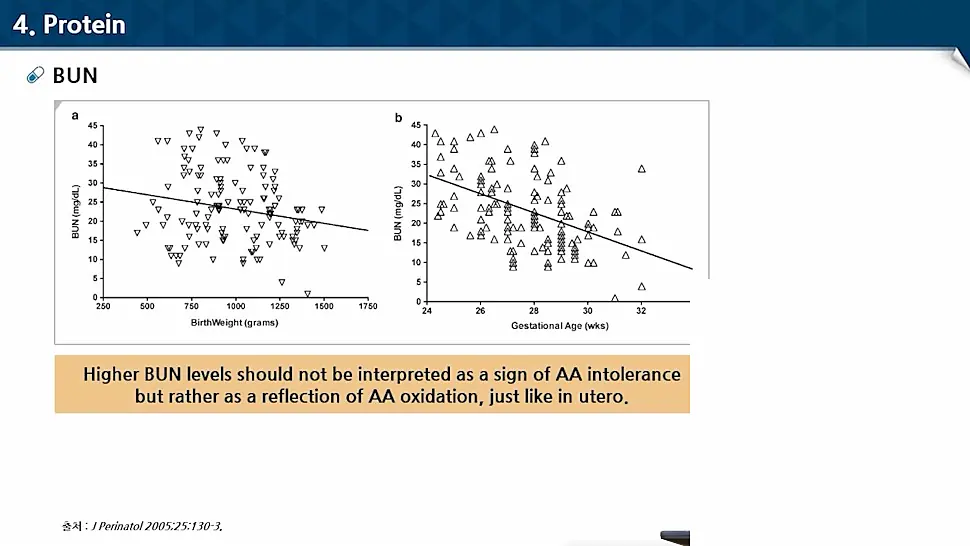 4. Protein
BUN
a
45
40
35
30
25
20
15
10
5
0
BUN (mg/dL)
250 500 750 1000 1250 1500 1750
BirthWeight (grams)
b
45
40
35
30
25
20
15
10
5
0
BUN (mg/dL)
24 26 28 30 32
Gestational Age (wks)
Higher BUN levels should not be interpreted as a sign of AA intolerance
but rather as a reflection of AA oxidation, just like in utero.
출처 : J Perinatol 2005;25:130-3.